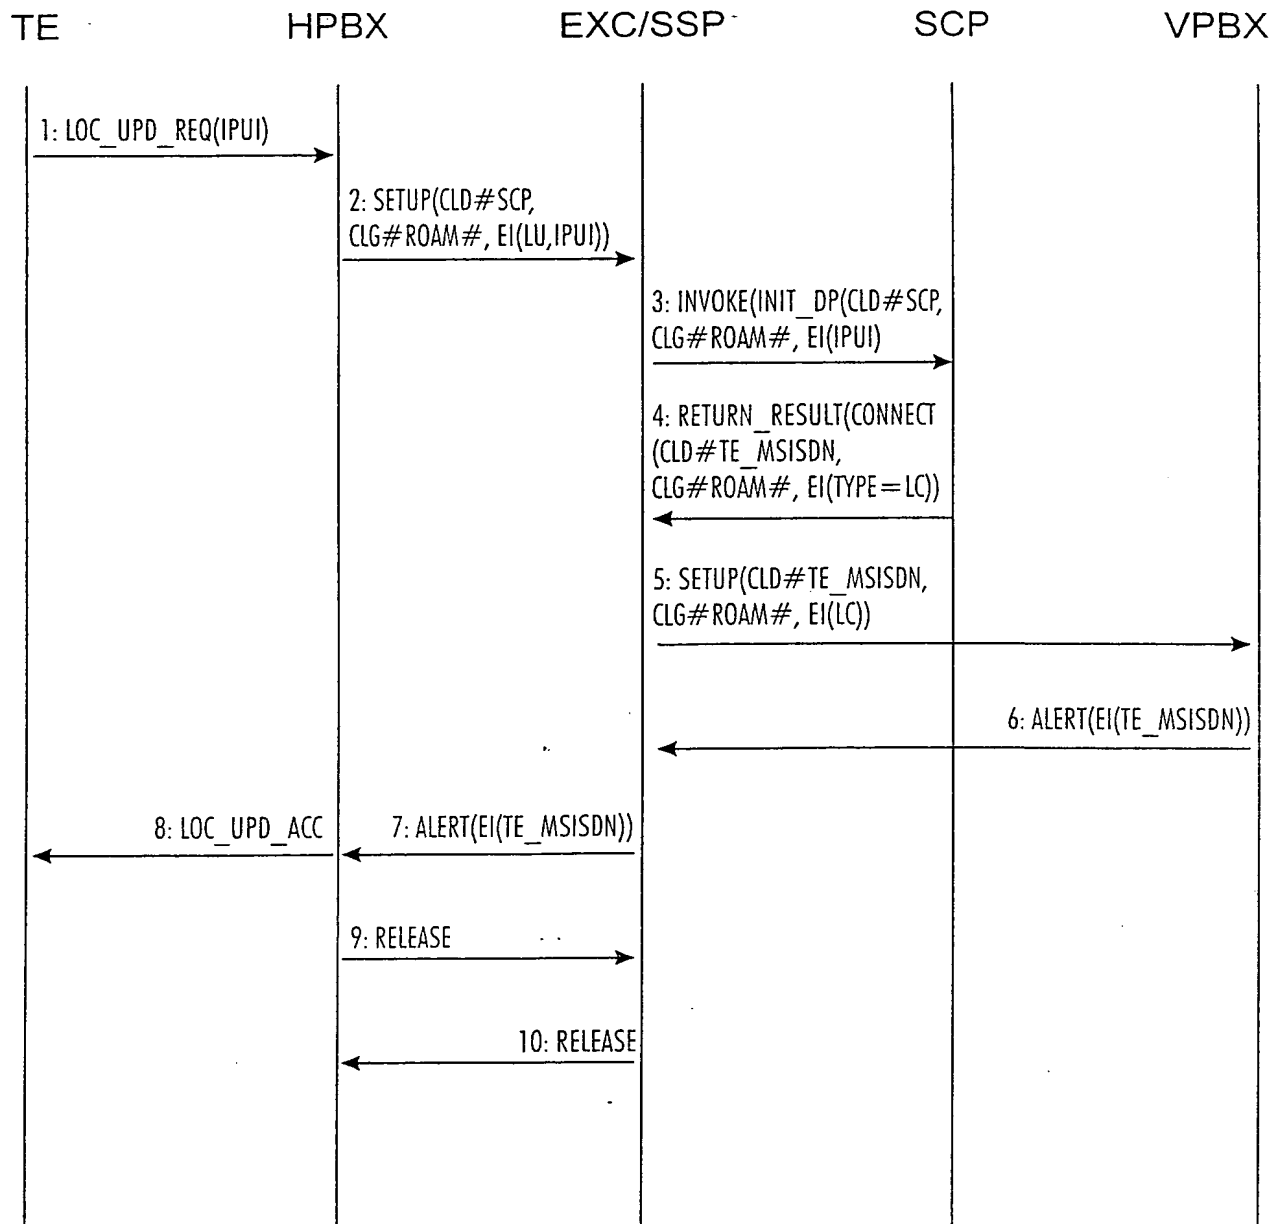 TE HPBX EXC/SSP SCP VPBX
1: LOC_UPD_REQ(IPUI)
2: SETUP(CLD#SCP,
CLG#ROAM#, EI(LU,IPUI))
3: INVOKE(INIT_DP(CLD#SCP,
CLG#ROAM#, EI(IPUI)
4: RETURN_RESULT(CONNECT
(CLD#TE_MSISDN,
CLG#ROAM#, EI(TYPE=LC))
5: SETUP(CLD#TE_MSISDN,
CLG#ROAM#, EI(LC))
6: ALERT(EI(TE_MSISDN))
8: LOC_UPD_ACC 7: ALERT(EI(TE_MSISDN))
9: RELEASE
10: RELEASE